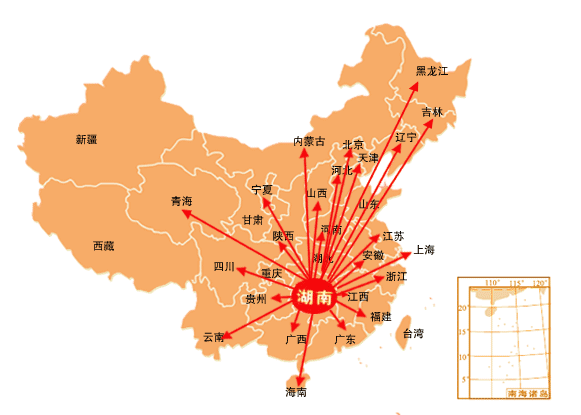 黑龙江
吉林
辽宁
内蒙古
北京
天津
新疆
河北
宁夏
山西
青海
山东
甘肃
河南
陕西
江苏
西藏
上海
安徽
湖北
四川
重庆
浙江
110° 115° 120°
湖南
江西
贵州
20°
福建
台湾
云南
广西
广东
15°
10°
5°
海南
南海诸岛